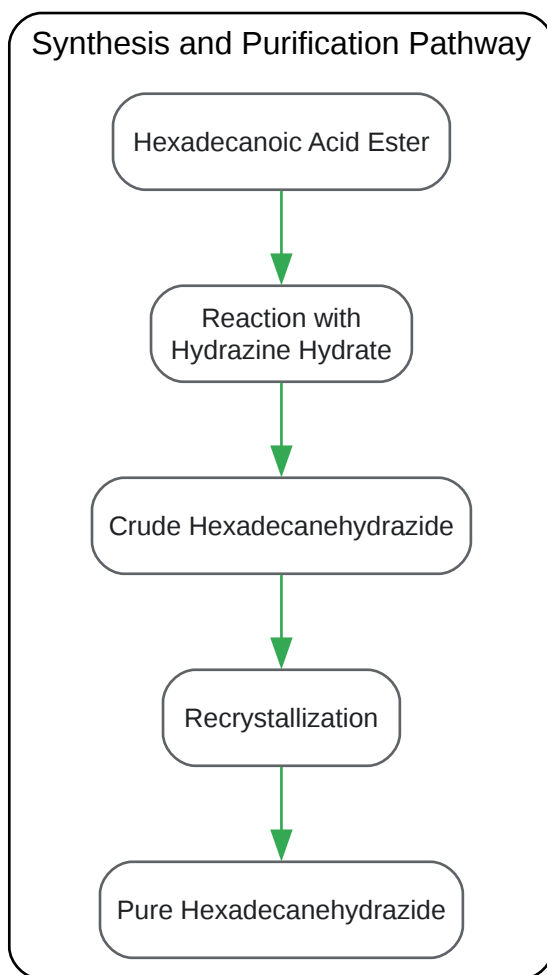 Synthesis and Purification Pathway
Hexadecanoic Acid Ester
Reaction with
Hydrazine Hydrate
Crude Hexadecanehydrazide
Recrystallization
Pure Hexadecanehydrazide